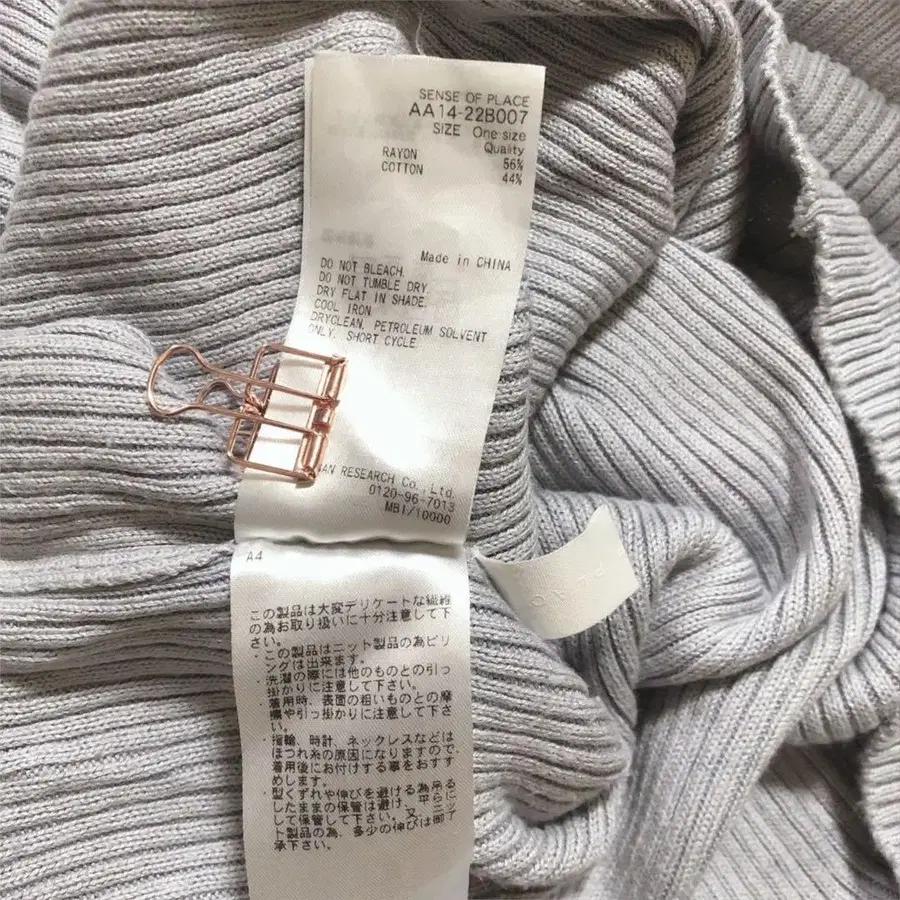 SENSE OF PLACE
AA14-22B007
SIZE One size
Quality
RAYON 56%
COTTON 44%
Made in CHINA
DO NOT BLEACH.
DO NOT TUMBLE DRY.
DRY FLAT IN SHADE.
COOL IRON
DRYCLEAN, PETROLEUM SOLVENT
ONLY. SHORT CYCLE.
AN RESEARCH Co., Ltd.
0120-96-7013
MBI/10000
A4
この製品は大変デリケートな繊維
の為お取り扱いに十分注意して下
さい。
・この製品はニット製品の為ピリ
ングは出来ます。
・洗濯の際には他のものとの引っ
掛かりに注意して下さい。
・着用時、表面の粗いものとの摩
擦や引っ掛かりに注意して下さ
い。
・指輪、時計、ネックレスなどは
ほつれ糸の原因になりますので、
着用後にお付けする事をおすす
めします。
・型くずれや伸びを避ける為吊る
したままの保管は避け、平らに
して保管して下さい。又、ニッ
ト製品の為、多少の伸びは御了
承下さい。